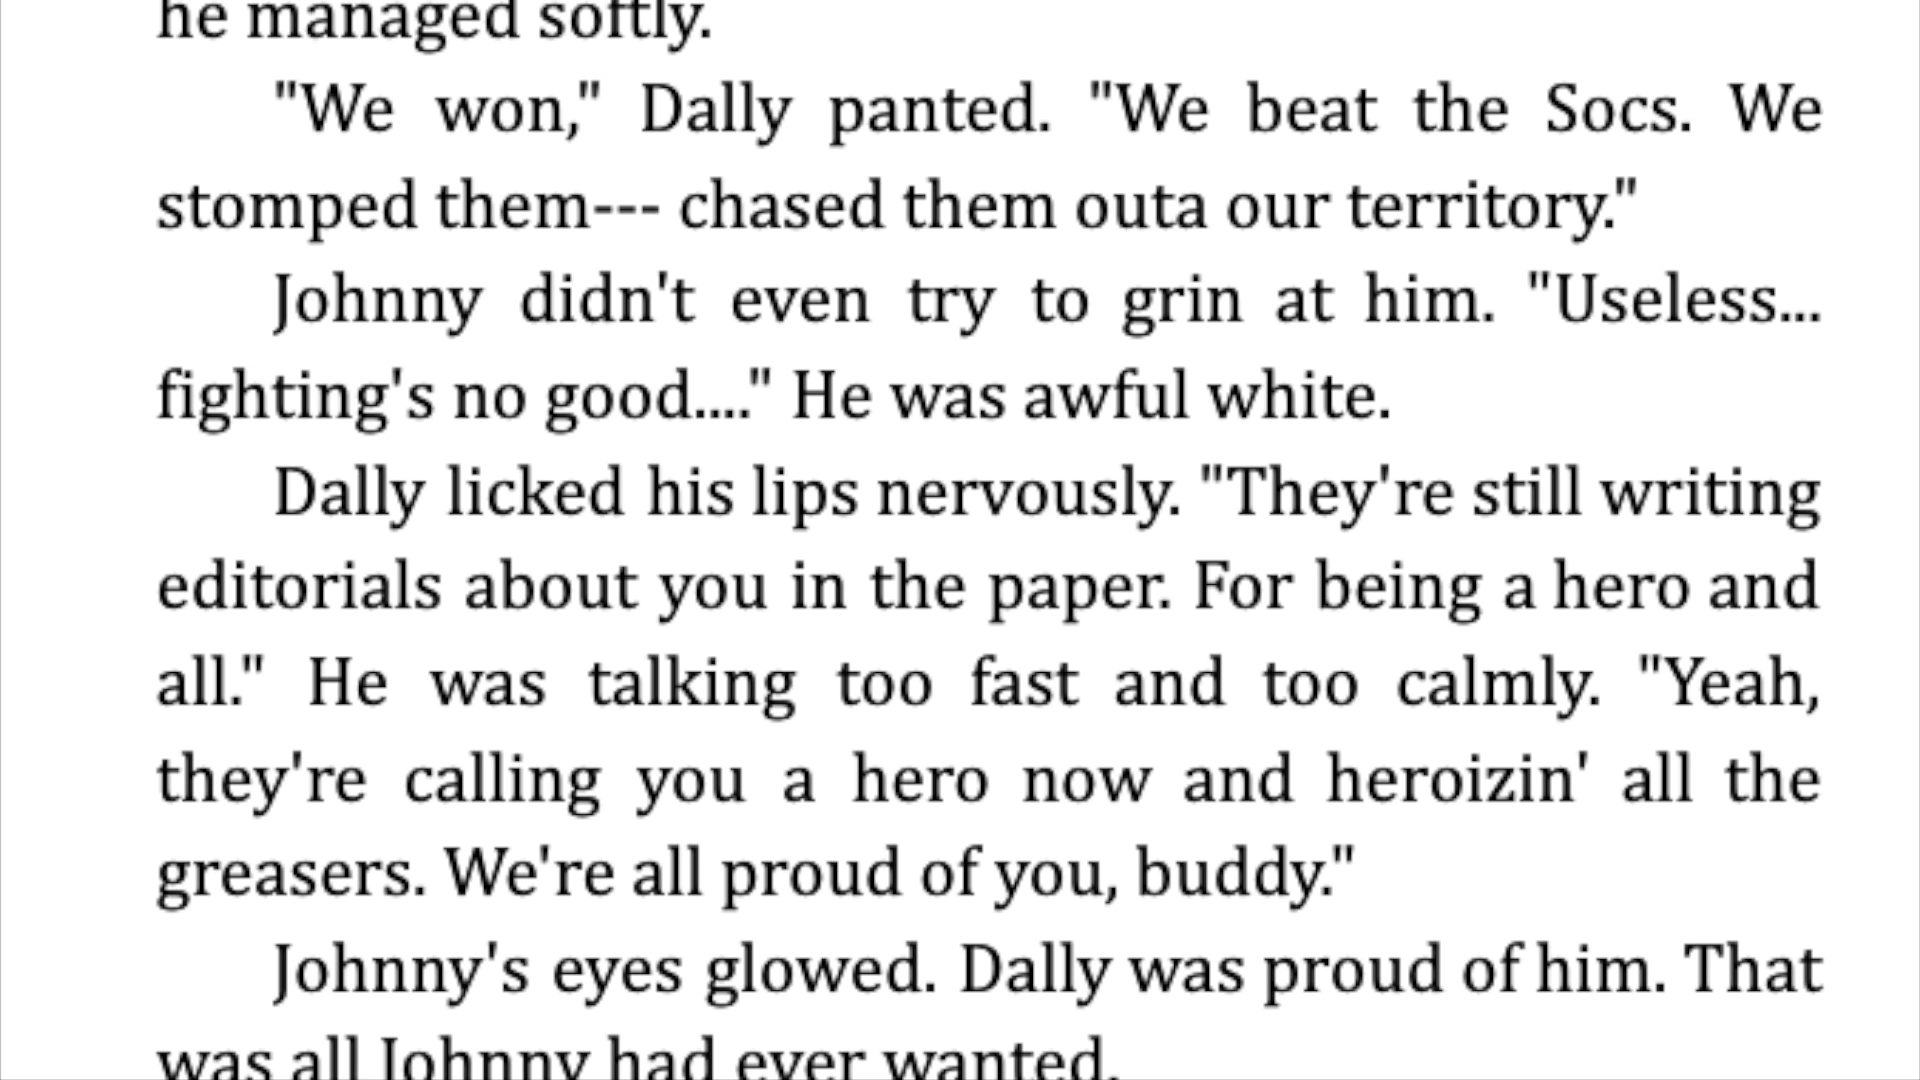 he managed softly.
"We won," Dally panted. "We beat the Socs. We
stomped them--- chased them outa our territory."
Johnny didn't even try to grin at him. "Useless...
fighting's no good...." He was awful white.
Dally licked his lips nervously. "They're still writing
editorials about you in the paper. For being a hero and
all." He was talking too fast and too calmly. "Yeah,
they're calling you a hero now and heroizin' all the
greasers. We're all proud of you, buddy."
Johnny's eyes glowed. Dally was proud of him. That
was all Johnny had ever wanted.